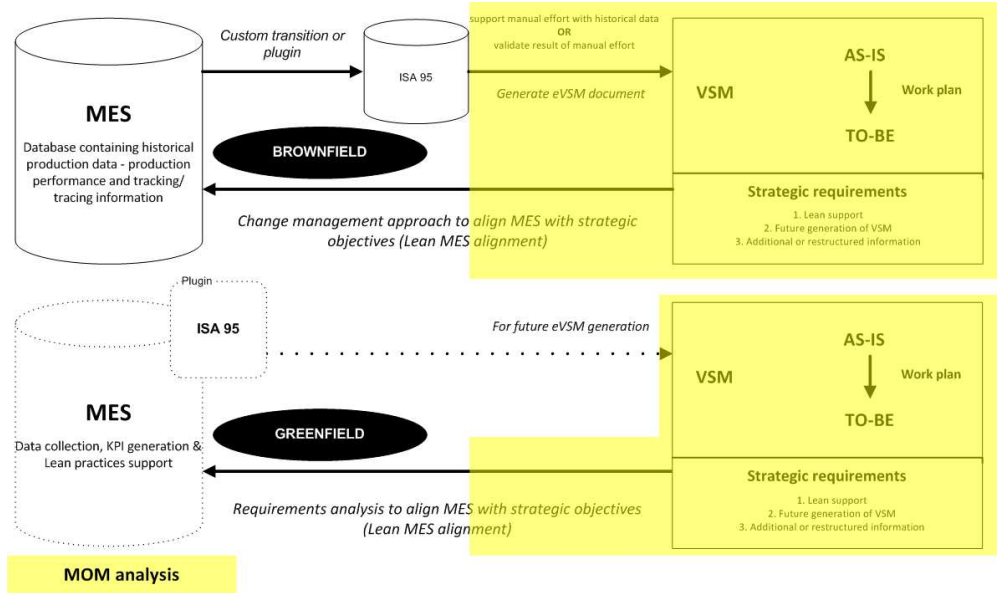 support manual effort with historical data
OR
validate result of manual effort
Custom transition or
plugin
ISA 95
Generate eVSM document
VSM
AS-IS
Work plan
TO-BE
MES
Database containing historical
production data - production
performance and tracking/
tracing information
BROWNFIELD
Strategic requirements
1. Lean support
2. Future generation of VSM
3. Additional or restructured information
Change management approach to align MES with strategic
objectives (Lean MES alignment)
Plugin
ISA 95
For future eVSM generation
VSM
AS-IS
Work plan
TO-BE
MES
Data collection, KPI generation &
Lean practices support
GREENFIELD
Strategic requirements
1. Lean support
2. Future generation of VSM
3. Additional or restructured information
Requirements analysis to align MES with strategic objectives
(Lean MES alignment)
MOM analysis